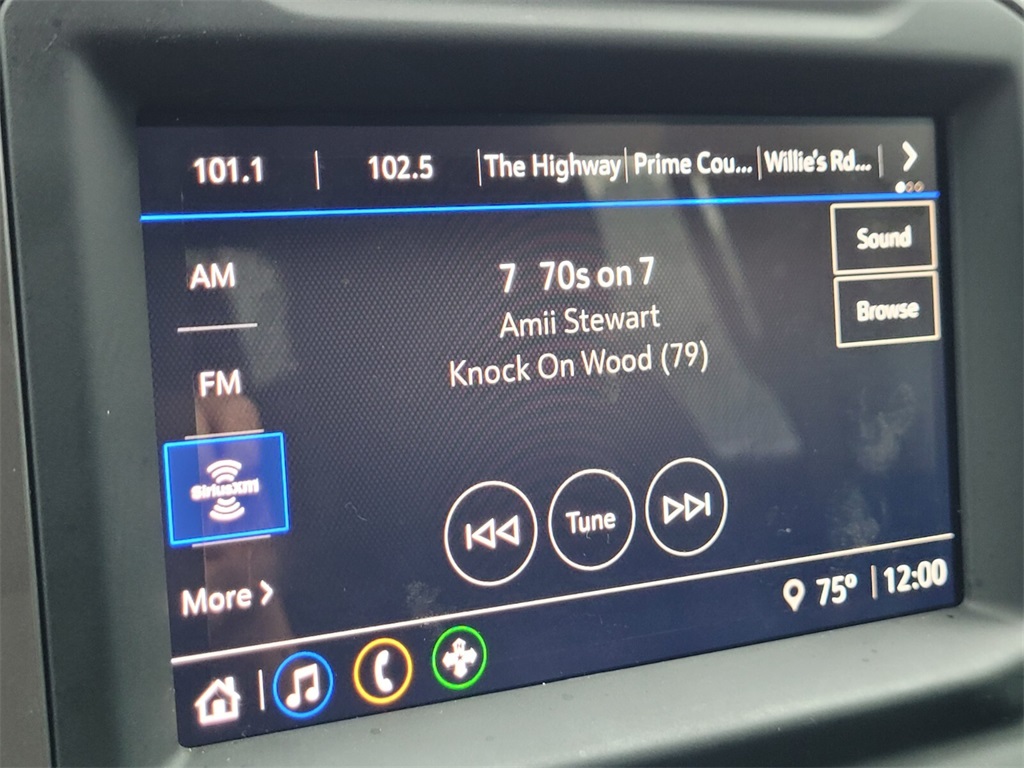 101.1 | 102.5 | The Highway | Prime Cou... | Willie's Rd...
Sound
Browse
AM
FM
SiriusXM
More
7 70s on 7
Amii Stewart
Knock On Wood (79)
Tune
75° | 12:00